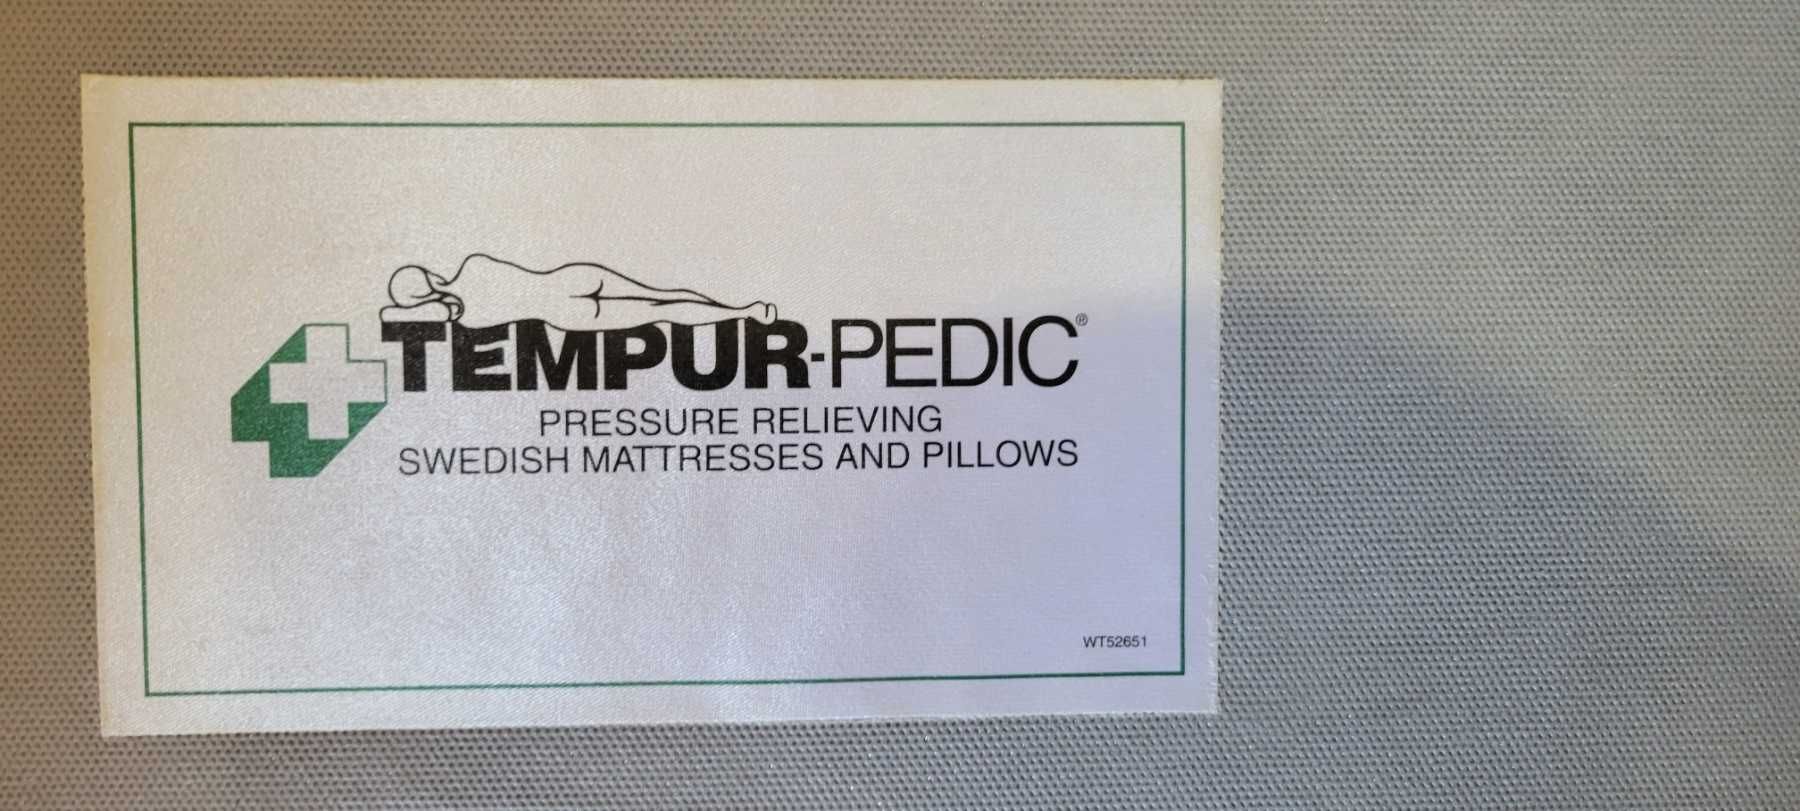 TEMPUR-PEDIC®
PRESSURE RELIEVING
SWEDISH MATTRESSES AND PILLOWS
WT52651